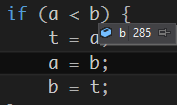 if (a < b) {
t = a;
b 285
a = b;
b = t;